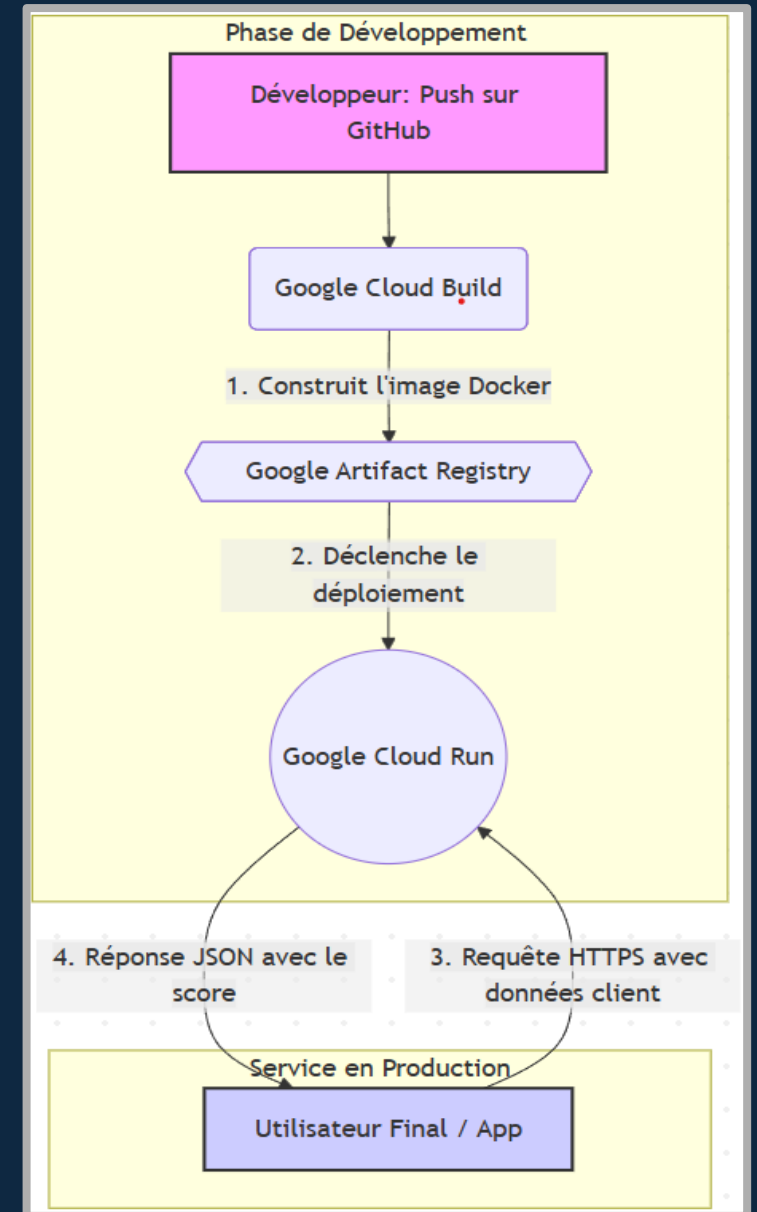 Phase de Développement
Développeur: Push sur
GitHub
Google Cloud Build
1. Construit l'image Docker
Google Artifact Registry
2. Déclenche le
déploiement
Google Cloud Run
4. Réponse JSON avec le
score
3. Requête HTTPS avec
données client
Service en Production
Utilisateur Final / App